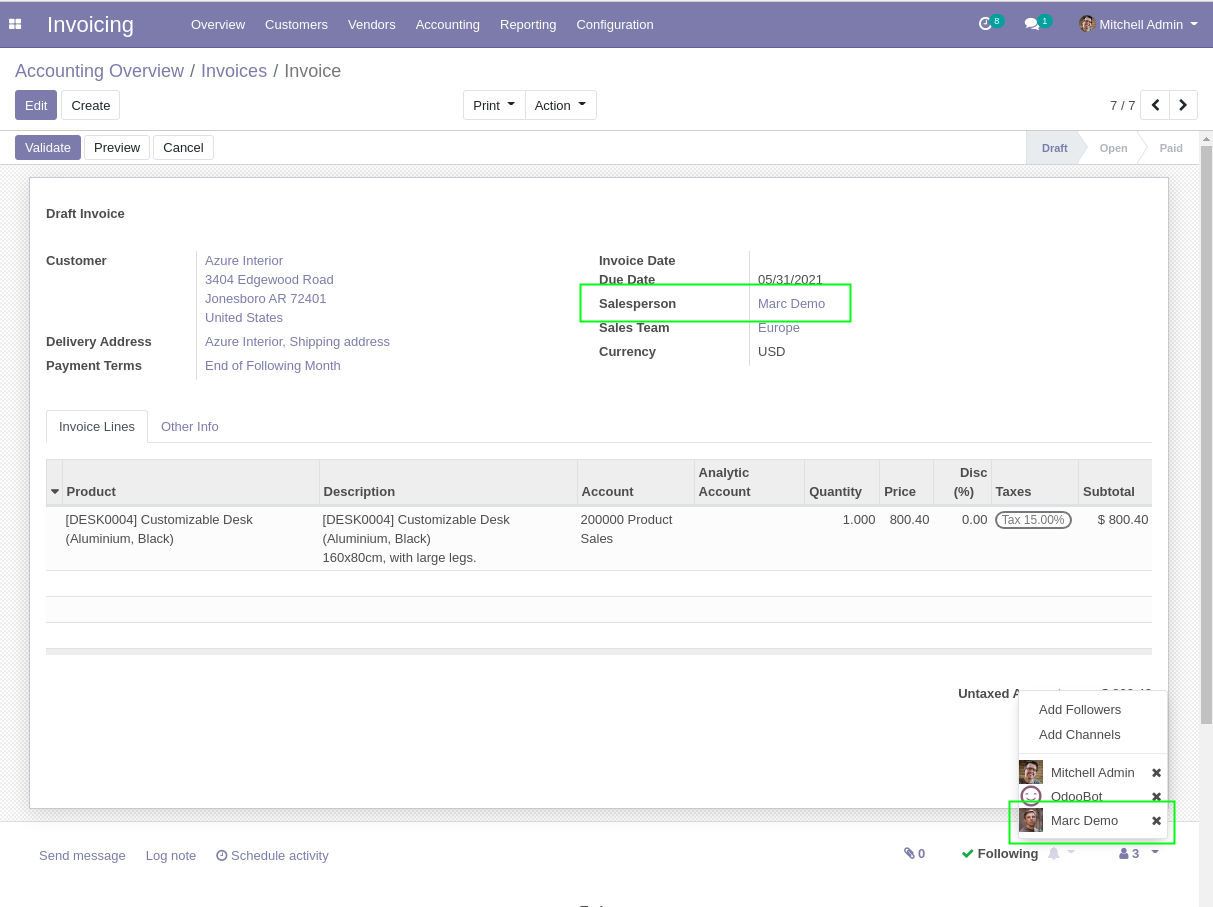 Invoicing Overview Customers Vendors Accounting Reporting Configuration 8 1 Mitchell Admin
Accounting Overview / Invoices / Invoice
Edit Create Print Action 7 / 7
Validate Preview Cancel Draft Open Paid
Draft Invoice
Customer Azure Interior Invoice Date
3404 Edgewood Road Due Date 05/31/2021
Jonesboro AR 72401 Salesperson Marc Demo
United States Sales Team Europe
Delivery Address Azure Interior, Shipping address Currency USD
Payment Terms End of Following Month
Invoice Lines Other Info
Analytic Disc
Product Description Account Account Quantity Price (%) Taxes Subtotal
[DESK0004] Customizable Desk [DESK0004] Customizable Desk 200000 Product 1.000 800.40 0.00 Tax 15.00% $ 800.40
(Aluminium, Black) (Aluminium, Black) Sales
160x80cm, with large legs.
Untaxed
Add Followers
Add Channels
Mitchell Admin
OdooBot
Marc Demo
Send message Log note Schedule activity 0 Following 3